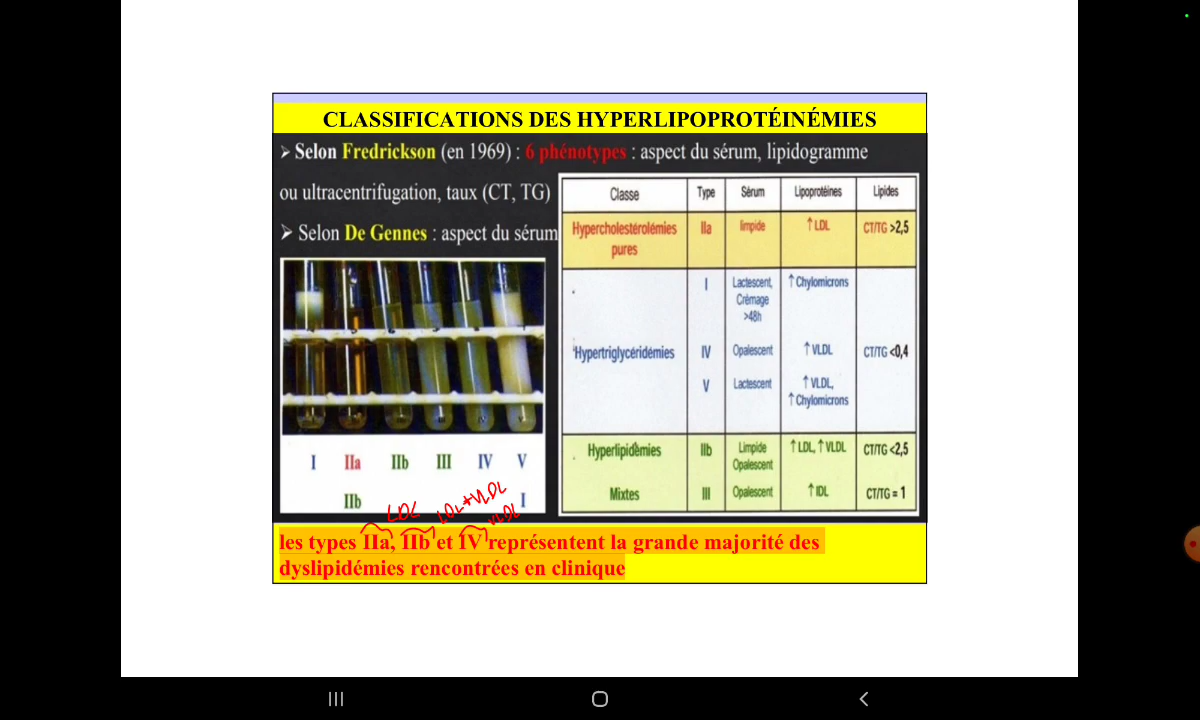 CLASSIFICATIONS DES HYPERLIPOPROTÉINÉMIES
➢ Selon Fredrickson (en 1969) : 6 phénotypes : aspect du sérum, lipidogramme
ou ultracentrifugation, taux (CT, TG)
➢ Selon De Gennes : aspect du sérum
I IIa IIb III IV V
IIb I
Classe Type Sérum Lipoprotéines Lipides
Hypercholestérolémies IIa limpide ↑ LDL CT/TG >2,5
pures
I Lactescent, ↑ Chylomicrons
Crémage
>48h
Hypertriglycéridémies IV Opalescent ↑ VLDL CT/TG <0,4
V Lactescent ↑ VLDL,
↑ Chylomicrons
Hyperlipidèmies IIb Limpide ↑ LDL, ↑ VLDL CT/TG <2,5
Opalescent
Mixtes III Opalescent ↑ IDL CT/TG = 1
LDL LDL+VLDL VLDL
les types IIa, IIb et IV représentent la grande majorité des
dyslipidémies rencontrées en clinique